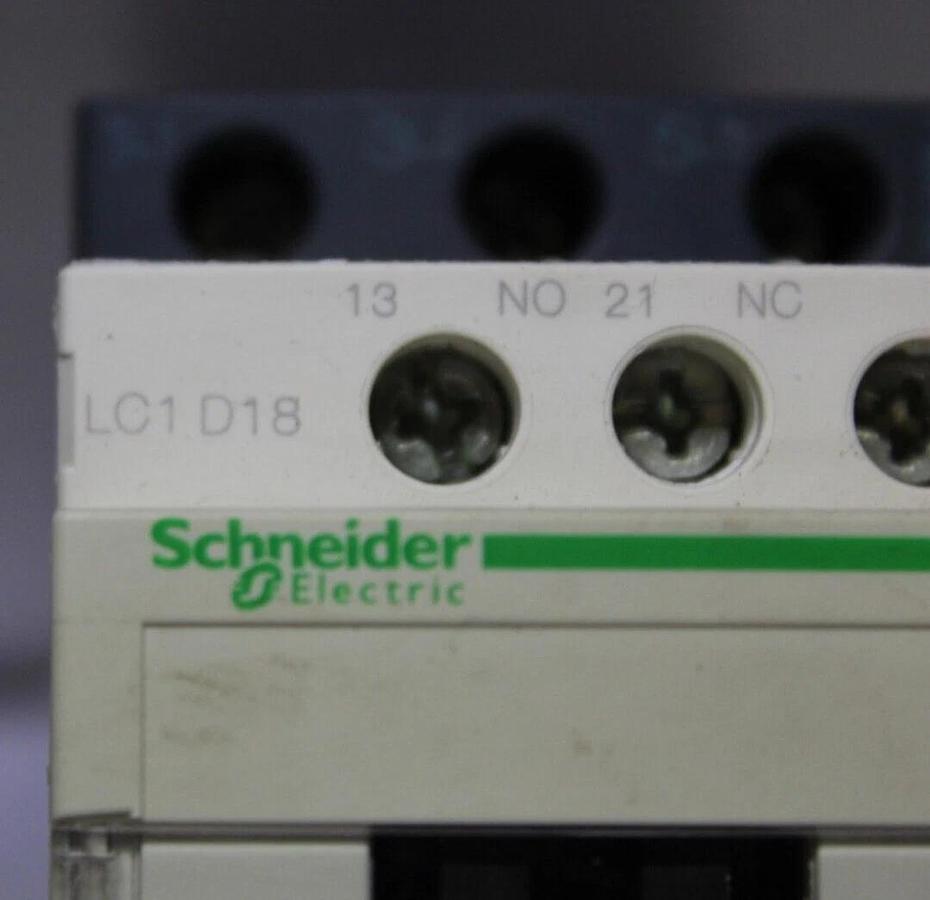 13 NO 21 NC
LC1 D18
Schneider
Electric